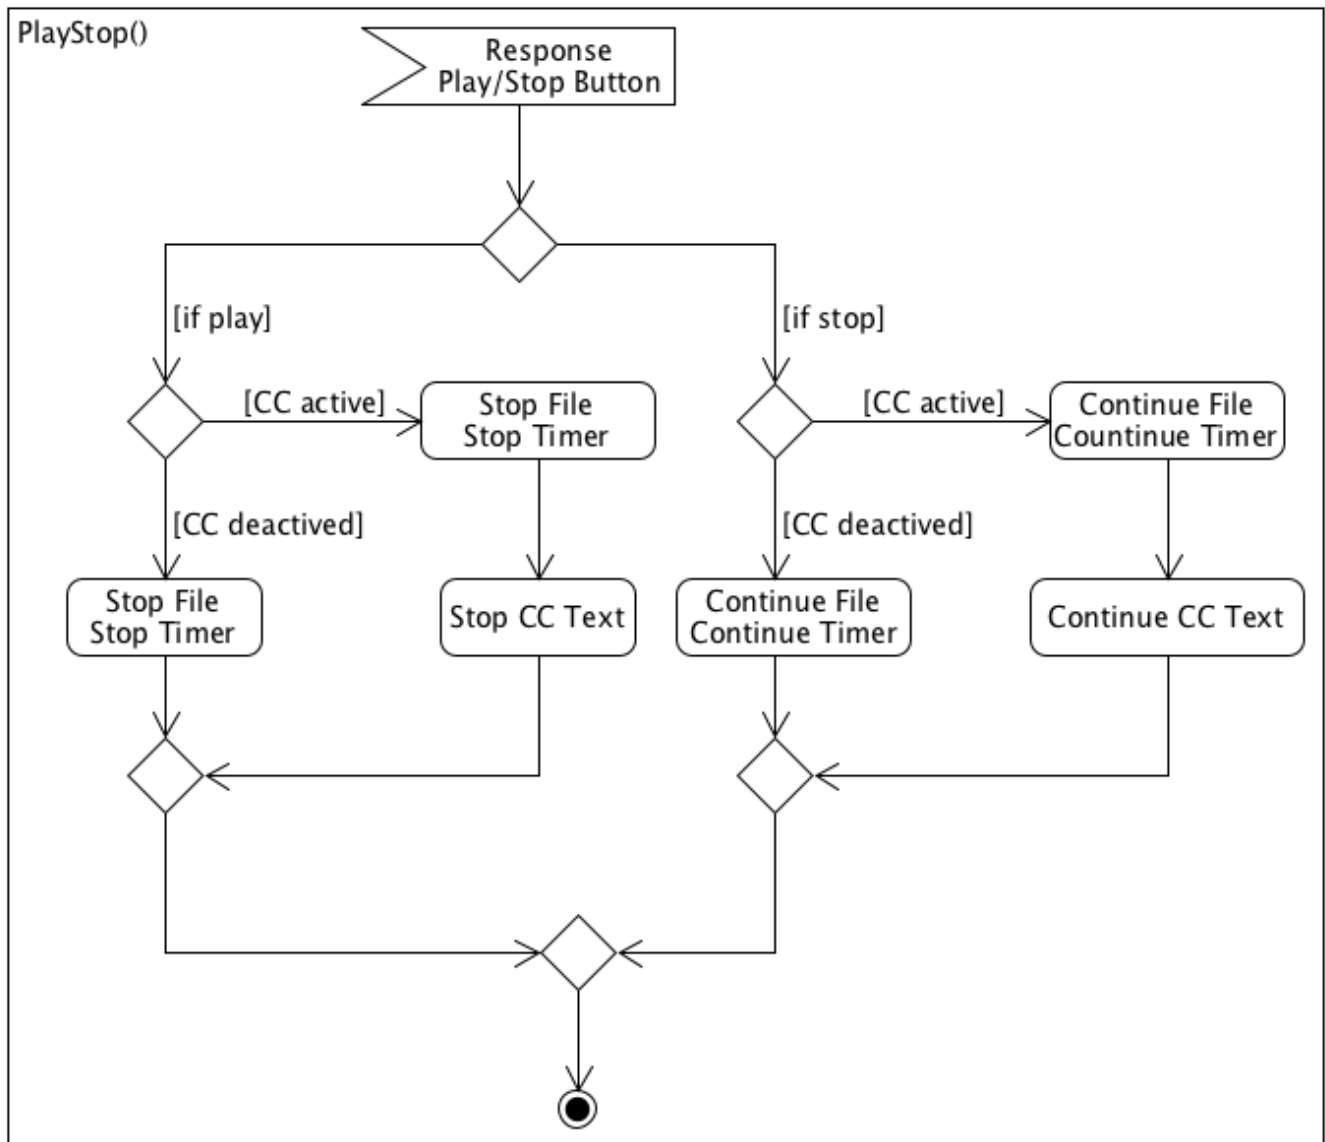 PlayStop()
Response
Play/Stop Button
[if play]
[if stop]
[CC active]
Stop File
Stop Timer
[CC active]
Continue File
Countinue Timer
[CC deactived]
[CC deactived]
Stop File
Stop Timer
Stop CC Text
Continue File
Continue Timer
Continue CC Text